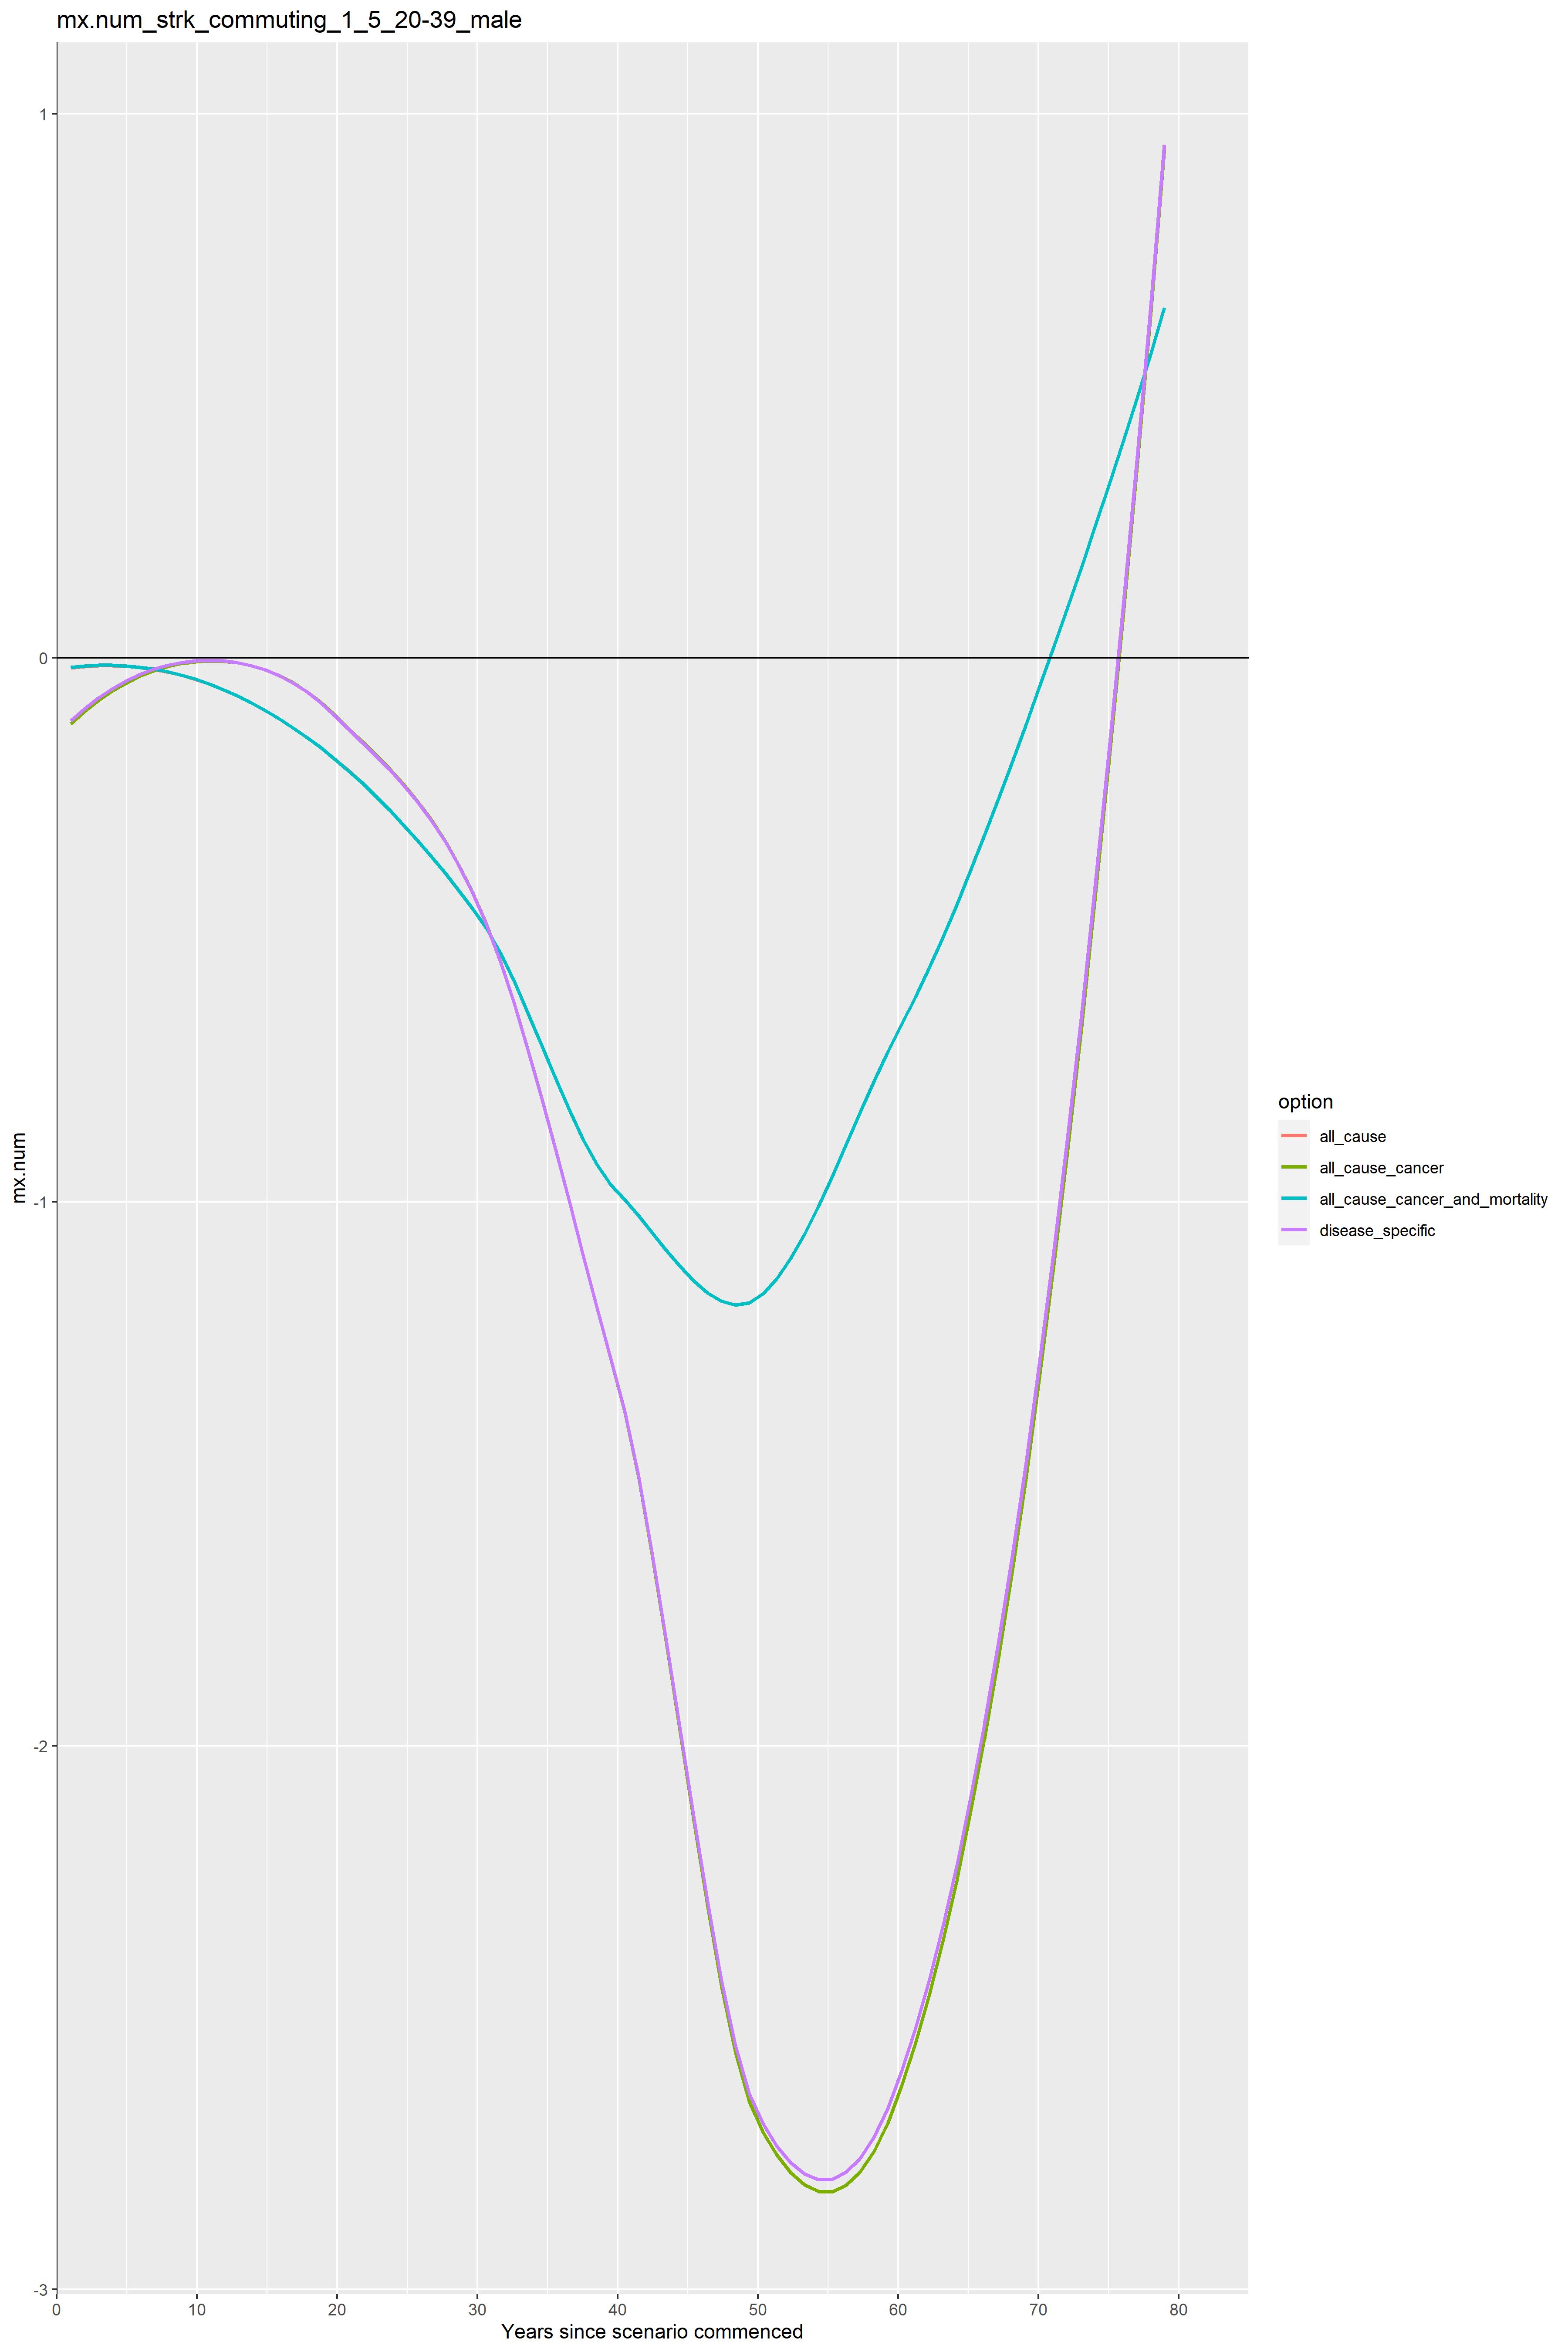 mx.num_strk_commuting_1_5_20-39_male
1
0
-1
-2
-3
mx.num
0 10 20 30 40 50 60 70 80
Years since scenario commenced
option
all_cause
all_cause_cancer
all_cause_cancer_and_mortality
disease_specific